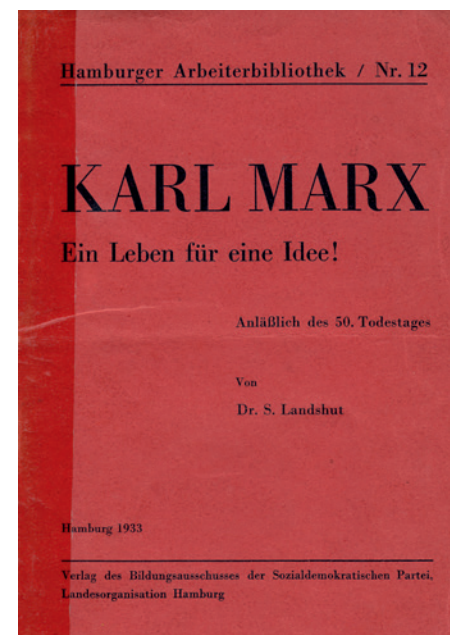 Hamburger Arbeiterbibliothek / Nr. 12
KARL MARX
Ein Leben für eine Idee!
Anläßlich des 50. Todestages
Von
Dr. S. Landshut
Hamburg 1933
Verlag des Bildungsausschusses der Sozialdemokratischen Partei,
Landesorganisation Hamburg